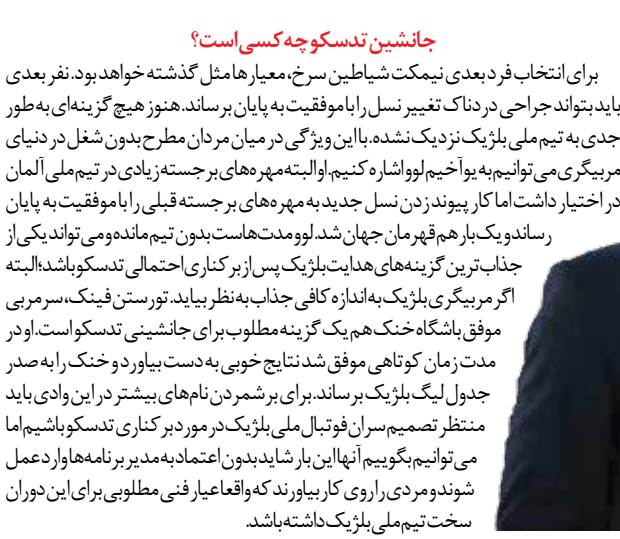 جانشین تدسکو چه کسی است؟
برای انتخاب فرد بعدی نیمکت شیاطین سرخ، معیارها مثل گذشته خواهد بود. نفر بعدی
باید بتواند جراحی دردناک تغییر نسل را با موفقیت به پایان برساند. هنوز هیچ گزینه‌ای به طور
جدی به تیم ملی بلژیک نزدیک نشده. با این ویژگی در میان مردان مطرح بدون شغل در دنیای
مربیگری می‌توانیم به یوآخیم لوو اشاره کنیم. او البته مهره‌های برجسته زیادی در تیم ملی آلمان
در اختیار داشت اما کار پیوند زدن نسل جدید به مهره‌های برجسته قبلی را با موفقیت به پایان
رساند و یک بار هم قهرمان جهان شد. لوو مدت‌هاست بدون تیم مانده و می‌تواند یکی از
جذاب‌ترین گزینه‌های هدایت بلژیک پس از برکناری احتمالی تدسکو باشد؛ البته
اگر مربیگری بلژیک به اندازه کافی جذاب به نظر بیاید. تورستن فینک، سرمربی
موفق باشگاه خنک هم یک گزینه مطلوب برای جانشینی تدسکو است. او در
مدت زمان کوتاهی موفق شد نتایج خوبی به دست بیاورد و خنک را به صدر
جدول لیگ بلژیک برساند. برای برشمردن نام‌های بیشتر در این وادی باید
منتظر تصمیم سران فوتبال ملی بلژیک در مورد برکناری تدسکو باشیم اما
می‌توانیم بگوییم آنها این بار شاید بدون اعتماد به مدیر برنامه‌ها وارد عمل
شوند و مردی را روی کار بیاورند که واقعا عیار فنی مطلوبی برای این دوران
سخت تیم ملی بلژیک داشته باشد.